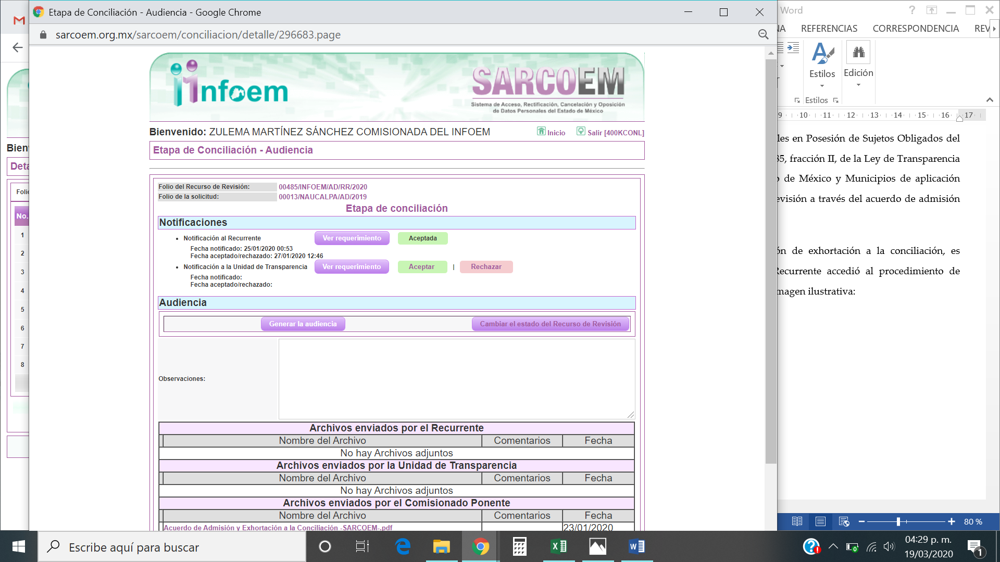 Etapa de Conciliación - Audiencia - Google Chrome
sarcoem.org.mx/sarcoem/conciliacion/detalle/296683.page
infoem
SARCOEM
Sistema de Acceso, Rectificación, Cancelación y Oposición
de Datos Personales del Estado de México
Bienvenido: ZULEMA MARTÍNEZ SÁNCHEZ COMISIONADA DEL INFOEM
Inicio Salir [400KCONL]
Etapa de Conciliación - Audiencia
Folio del Recurso de Revisión: 00485/INFOEM/AD/RR/2020
Folio de la solicitud: 00013/NAUCALPA/AD/2019
Etapa de conciliación
Notificaciones
• Notificación al Recurrente Ver requerimiento Aceptada
Fecha notificado: 25/01/2020 00:53
Fecha aceptado/rechazado: 27/01/2020 12:46
• Notificación a la Unidad de Transparencia Ver requerimiento Aceptar | Rechazar
Fecha notificado:
Fecha aceptado/rechazado:
Audiencia
Generar la audiencia Cambiar el estado del Recurso de Revisión
Observaciones:
Archivos enviados por el Recurrente
Nombre del Archivo Comentarios Fecha
No hay Archivos adjuntos
Archivos enviados por la Unidad de Transparencia
Nombre del Archivo Comentarios Fecha
No hay Archivos adjuntos
Archivos enviados por el Comisionado Ponente
Nombre del Archivo Comentarios Fecha
Acuerdo de Admisión y Exhortación a la Conciliación -SARCOEM-.pdf 23/01/2020
Bien
Deta
Folio
No.
1
2
3
4
5
6
7
8
Word
?
NA REFERENCIAS CORRESPONDENCIA REV
Estilos
Edición
Estilos
9 10 11 12 13 14 15 16 17
les en Posesión de Sujetos Obligados del
85, fracción II, de la Ley de Transparencia
o de México y Municipios de aplicación
evisión a través del acuerdo de admisión
ón de exhortación a la conciliación, es
Recurrente accedió al procedimiento de
magen ilustrativa:
80 %
Escribe aquí para buscar
04:29 p. m.
19/03/2020
1